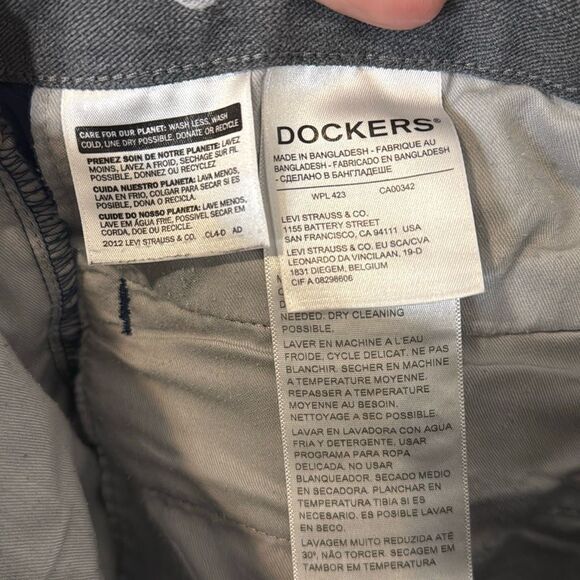 CARE FOR OUR PLANET: WASH LESS, WASH
COLD, LINE DRY POSSIBLE, DONATE OR RECYCLE
PRENEZ SOIN DE NOTRE PLANETE: LAVEZ
MOINS, LAVEZ A FROID, SECHAGE SUR FIL
POSSIBLE, DONNEZ OU RECYCLEZ
CUIDA NUESTRO PLANETA: LAVA MENOS,
LAVA EN FRIO, COLGAR PARA SECAR SI ES
POSIBLE, DONA O RECICLA
CUIDE DO NOSSO PLANETA: LAVE MENOS,
LAVE EM ÁGUA FRIE, POSSIVEL SECAR EM
CORDA, DOE OU RECICLE.
2012 LEVI STRAUSS & CO. CL4-D AD
DOCKERS®
MADE IN BANGLADESH - FABRIQUE AU
BANGLADESH - FABRICADO EN BANGLADESH
- СДЕЛАНО В БАНГЛАДЕШЕ
WPL 423 CA00342
LEVI STRAUSS & CO.
1155 BATTERY STREET
SAN FRANCISCO, CA 94111 USA
LEVI STRAUSS & CO. EU SCA/CVA
LEONARDO DA VINCILAAN, 19-D
1831 DIEGEM, BELGIUM
CIF A 08298606
NEEDED. DRY CLEANING
POSSIBLE.
LAVER EN MACHINE A L'EAU
FROIDE, CYCLE DELICAT. NE PAS
BLANCHIR. SECHER EN MACHINE
A TEMPERATURE MOYENNE.
REPASSER A TEMPERATURE
MOYENNE AU BESOIN.
NETTOYAGE A SEC POSSIBLE.
LAVAR EN LAVADORA CON AGUA
FRIA Y DETERGENTE, USAR
PROGRAMA PARA ROPA
DELICADA. NO USAR
BLANQUEADOR. SECADO MEDIO
EN SECADORA. PLANCHAR EN
TEMPERATURA TIBIA SI ES
NECESARIO. ES POSIBLE LAVAR
EN SECO.
LAVAGEM MUITO REDUZIDA ATÉ
30°, NÃO TORCER. SECAGEM EM
TAMBOR EM TEMPERATURA